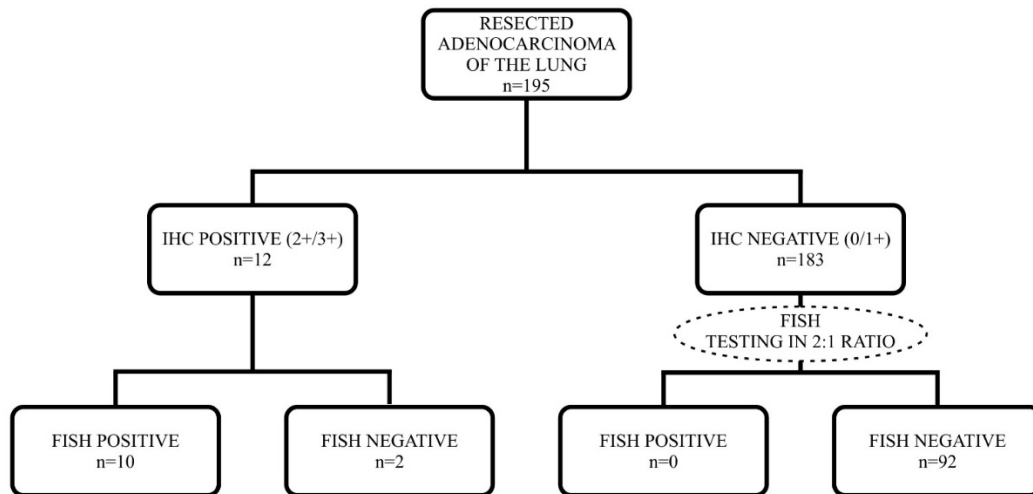 RESECTED
ADENOCARCINOMA
OF THE LUNG
n=195
IHC POSITIVE (2+/3+)
n=12
IHC NEGATIVE (0/1+)
n=183
FISH
TESTING IN 2:1 RATIO
FISH POSITIVE
n=10
FISH NEGATIVE
n=2
FISH POSITIVE
n=0
FISH NEGATIVE
n=92